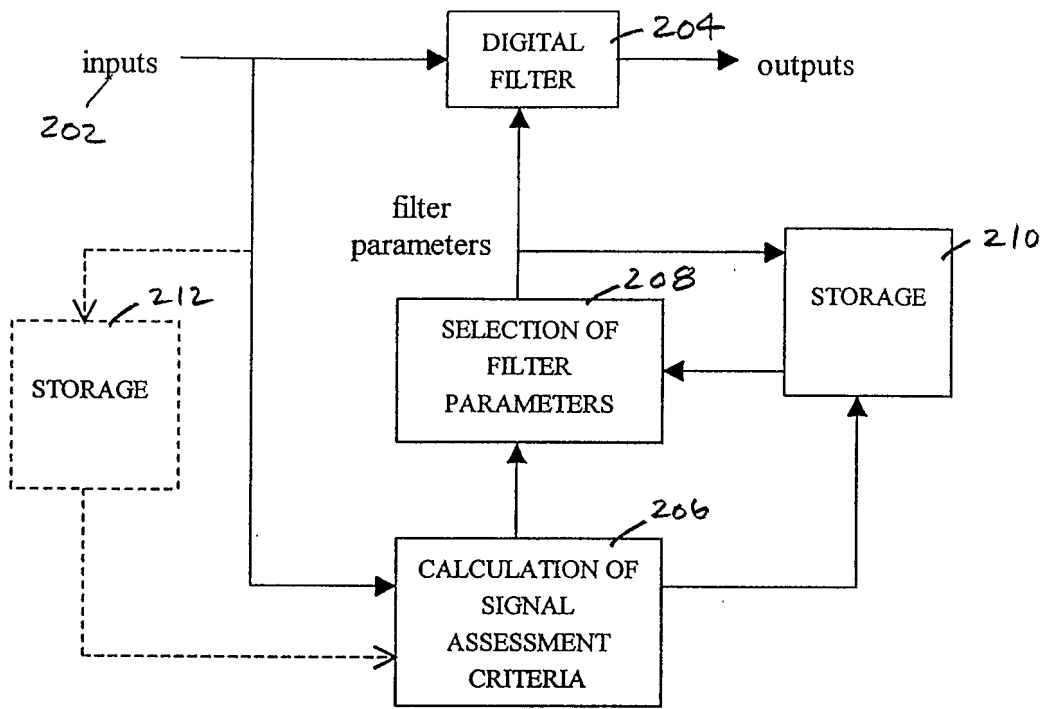 DIGITAL
FILTER
204
inputs
outputs
202
filter
parameters
210
STORAGE
208
SELECTION OF
FILTER
PARAMETERS
212
STORAGE
206
CALCULATION OF
SIGNAL
ASSESSMENT
CRITERIA